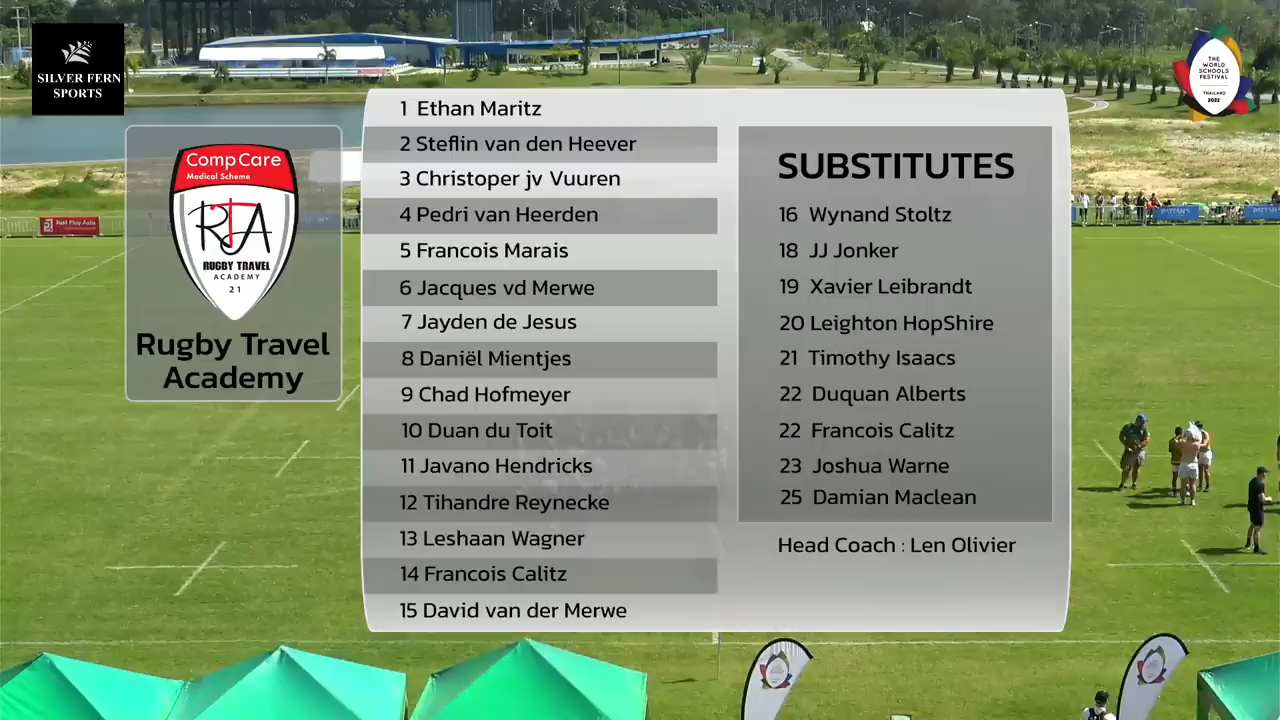 SILVER FERN
SPORTS
THE
WORLD
SCHOOLS
FESTIVAL
THAILAND
2022
CompCare
Medical Scheme
RTA
RUGBY TRAVEL
ACADEMY
21
Rugby Travel
Academy
1 Ethan Maritz
2 Steflin van den Heever
3 Christoper jv Vuuren
4 Pedri van Heerden
5 Francois Marais
6 Jacques vd Merwe
7 Jayden de Jesus
8 Daniël Mientjes
9 Chad Hofmeyer
10 Duan du Toit
11 Javano Hendricks
12 Tihandre Reynecke
13 Leshaan Wagner
14 Francois Calitz
15 David van der Merwe
SUBSTITUTES
16 Wynand Stoltz
18 JJ Jonker
19 Xavier Leibrandt
20 Leighton HopShire
21 Timothy Isaacs
22 Duquan Alberts
22 Francois Calitz
23 Joshua Warne
25 Damian Maclean
Head Coach : Len Olivier
Just Play Asia